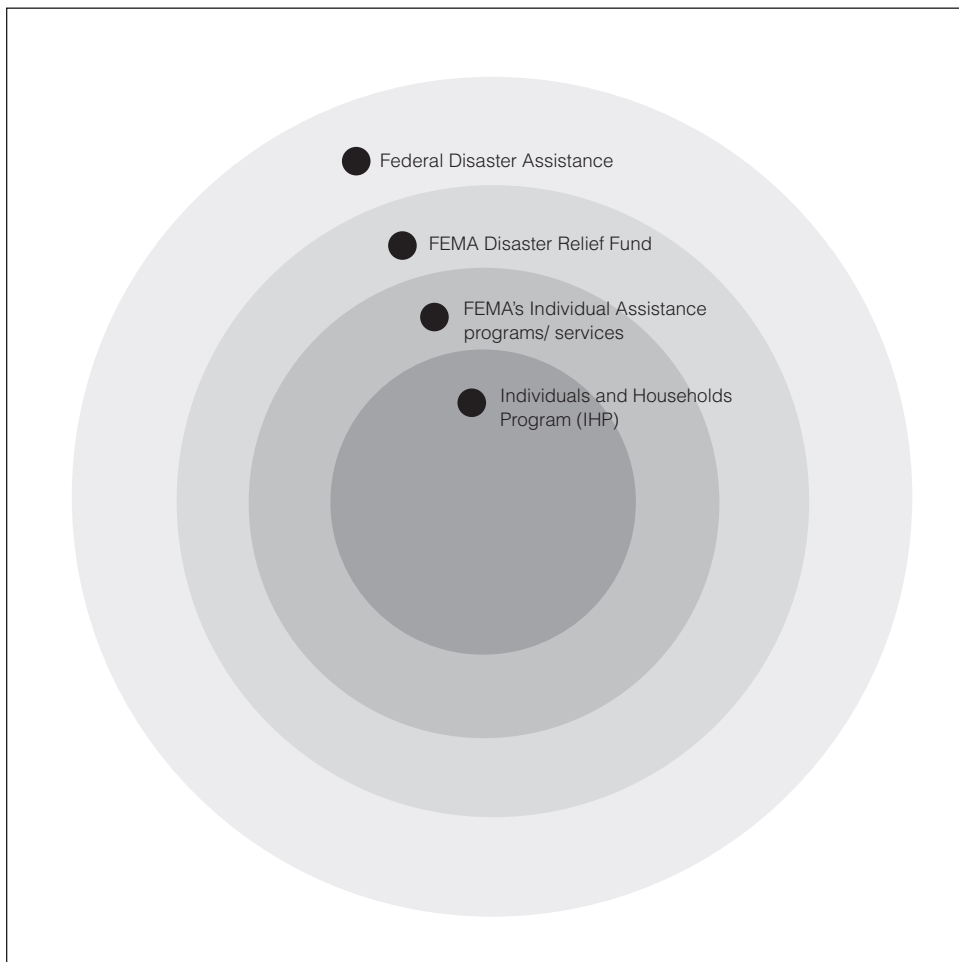 Federal Disaster Assistance
FEMA Disaster Relief Fund
FEMA’s Individual Assistance
programs/ services
Individuals and Households
Program (IHP)